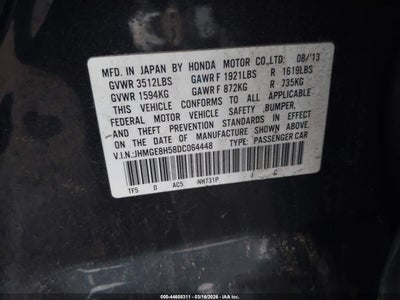 MFD. IN JAPAN BY HONDA MOTOR CO.,LTD. 08/'13
GVWR 3512LBS GAWR F 1921LBS R 1619LBS
GVWR 1594KG GAWR F 872KG R 735KG
THIS VEHICLE CONFORMS TO ALL APPLICABLE
FEDERAL MOTOR VEHICLE SAFETY ,BUMPER,
AND THEFT PREVENTION STANDARDS IN EFFECT
ON THE DATE OF MANUFACTURE SHOWN ABOVE.
V.I.N.:JHMGE8H58DC064448 TYPE: PASSENGER CAR
TF5 D AC5 NH731P C
000-44608311 - 03/18/2026 - IAA Inc.